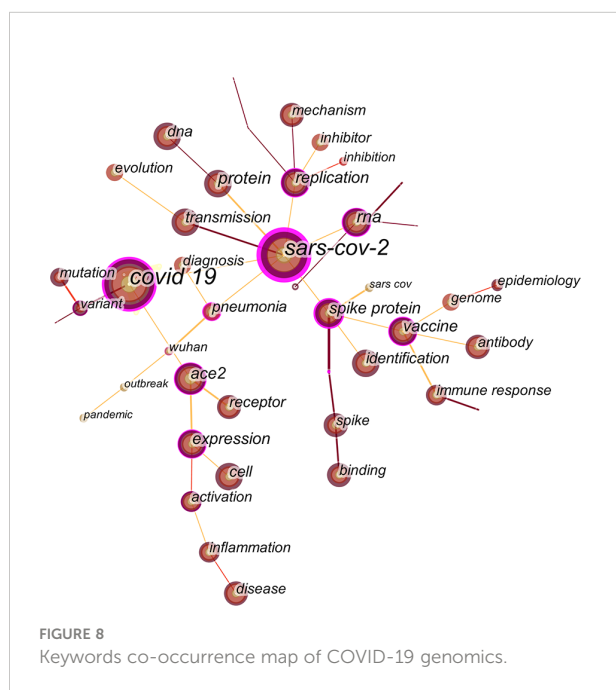 mechanism
dna
inhibitor
inhibition
evolution
protein
replication
transmission
rna
sars-cov-2
diagnosis
covid 19
mutation
variant
pneumonia
sars cov
epidemiology
genome
spike protein
vaccine
antibody
identification
wuhan
ace2
outbreak
pandemic
receptor
immune response
spike
expression
binding
cell
activation
inflammation
disease
FIGURE 8
Keywords co-occurrence map of COVID-19 genomics.